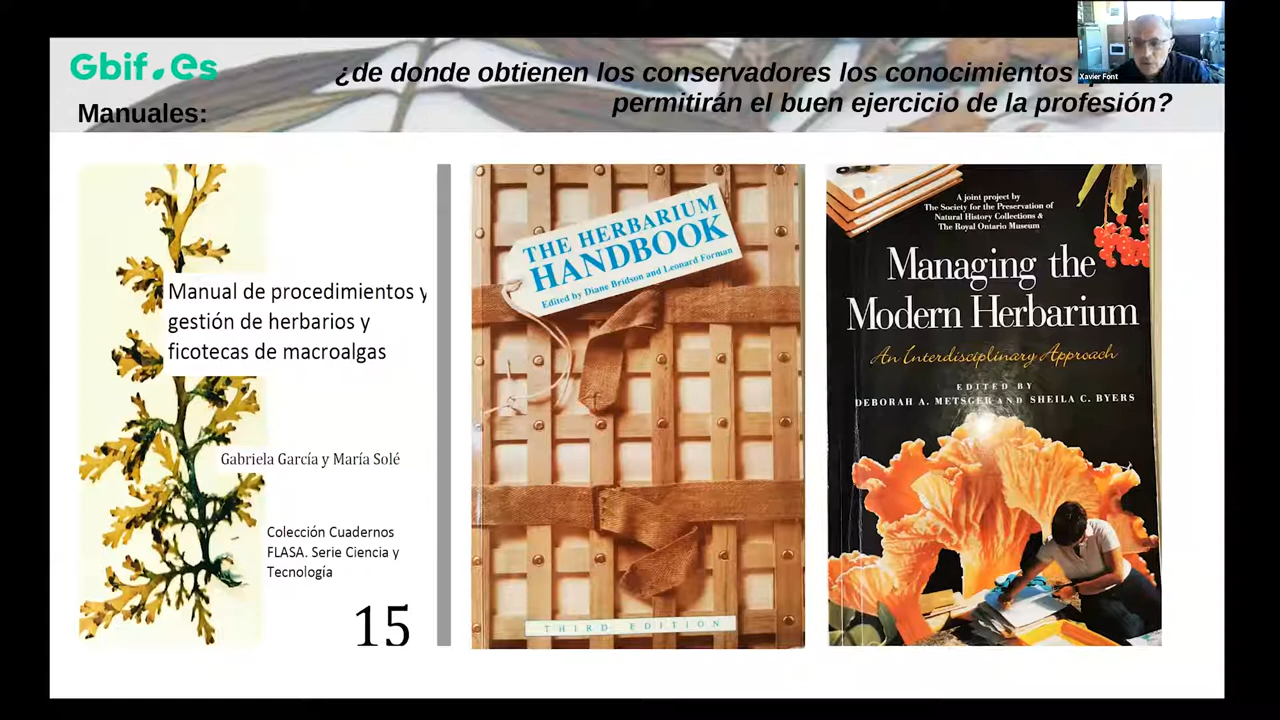 Gbif.es
¿de donde obtienen los conservadores los conocimientos
permitirán el buen ejercicio de la profesión?
Manuales:
Xavier Font
Manual de procedimientos y
gestión de herbarios y
ficotecas de macroalgas
Gabriela García y María Solé
Colección Cuadernos
FLASA. Serie Ciencia y
Tecnología
15
THE HERBARIUM
HANDBOOK
Edited by Diane Bridson and Leonard Forman
THIRD EDITION
A joint project by
The Society for the Preservation of
Natural History Collections &
The Royal Ontario Museum
Managing the
Modern Herbarium
An Interdisciplinary Approach
EDITED BY
DEBORAH A. METSGER AND SHEILA C. BYERS